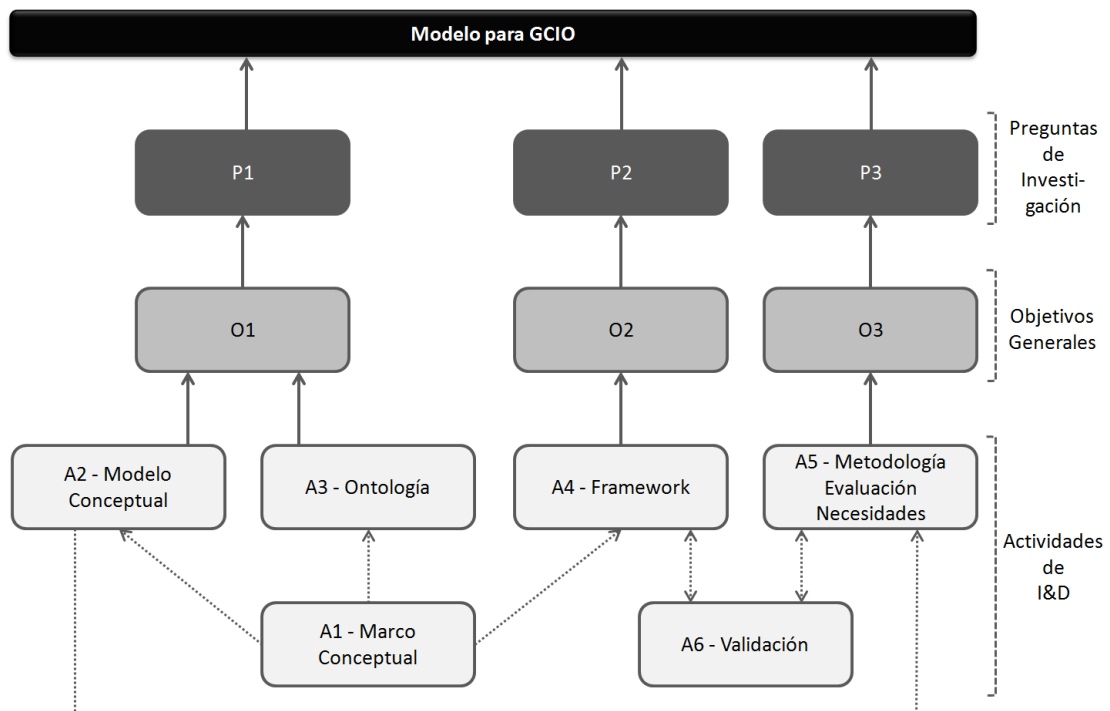 Modelo para GCIO
P1
P2
P3
Preguntas
de
Investi-
gación
O1
O2
O3
Objetivos
Generales
A2 - Modelo
Conceptual
A3 - Ontología
A4 - Framework
A5 - Metodología
Evaluación
Necesidades
Actividades
de
I&D
A1 - Marco
Conceptual
A6 - Validación